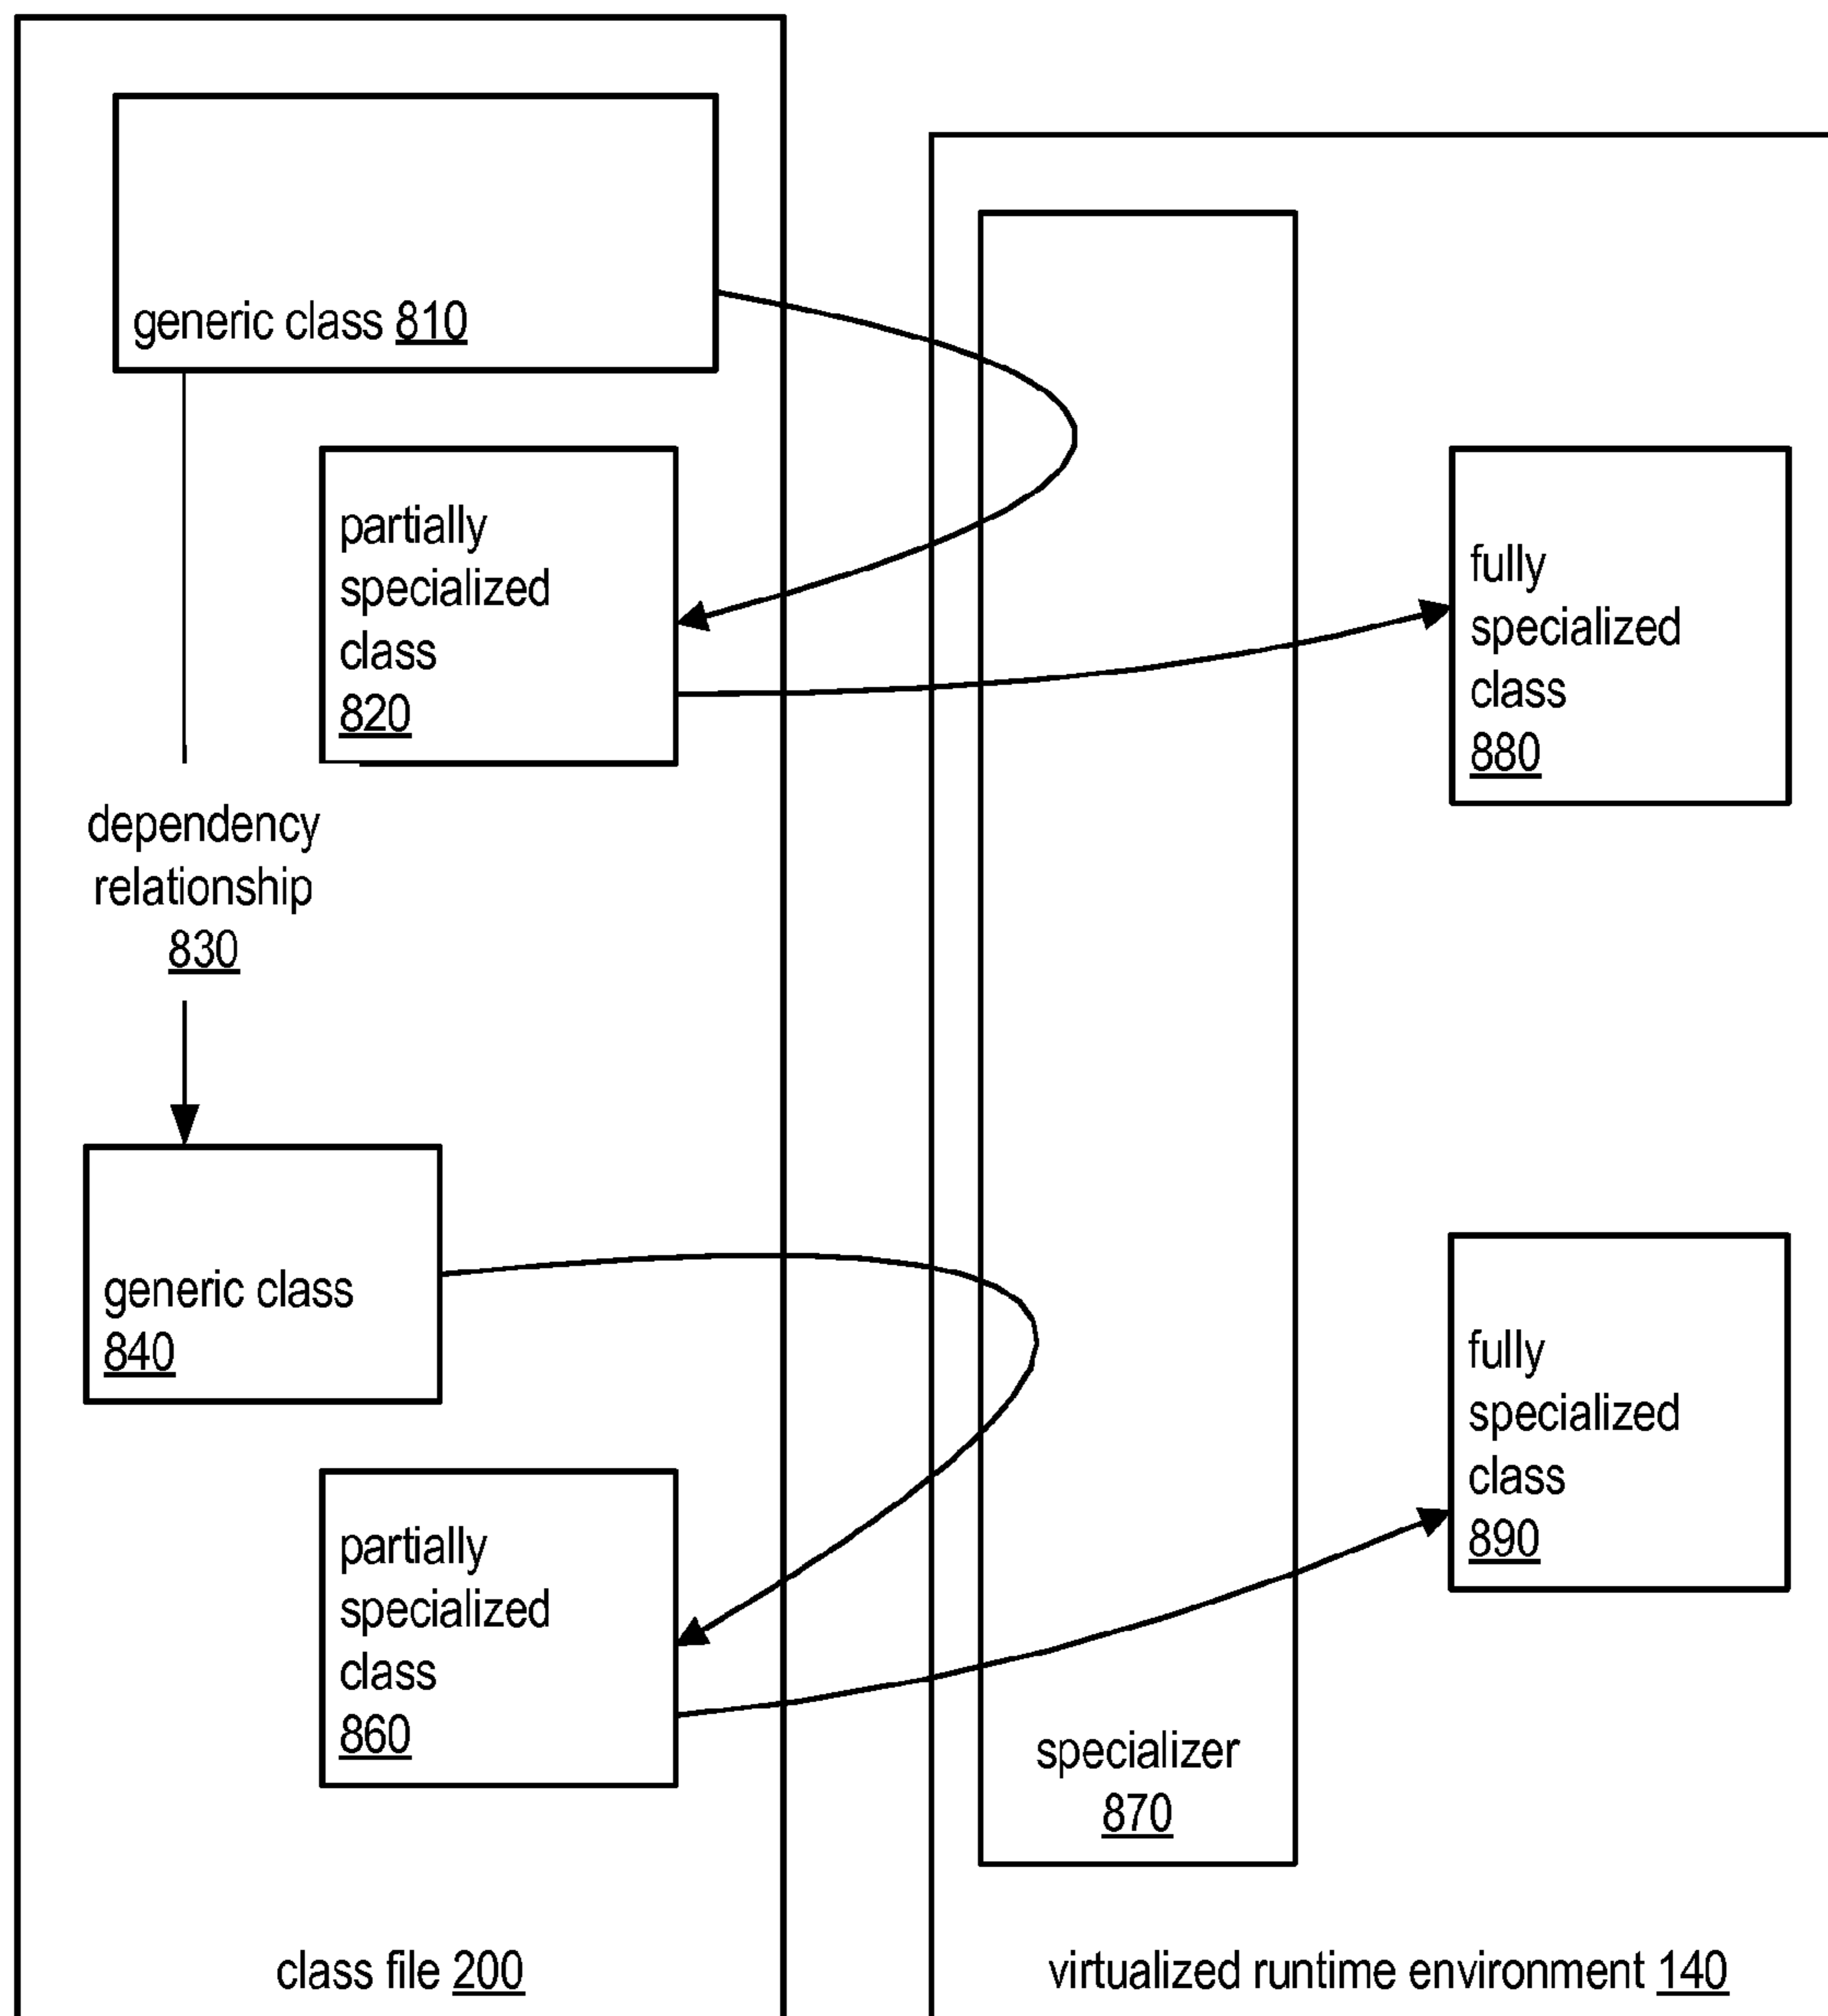 generic class 810
partially
specialized
class
820
fully
specialized
class
880
dependency
relationship
830
generic class
840
fully
specialized
class
890
partially
specialized
class
860
specializer
870
class file 200
virtualized runtime environment 140